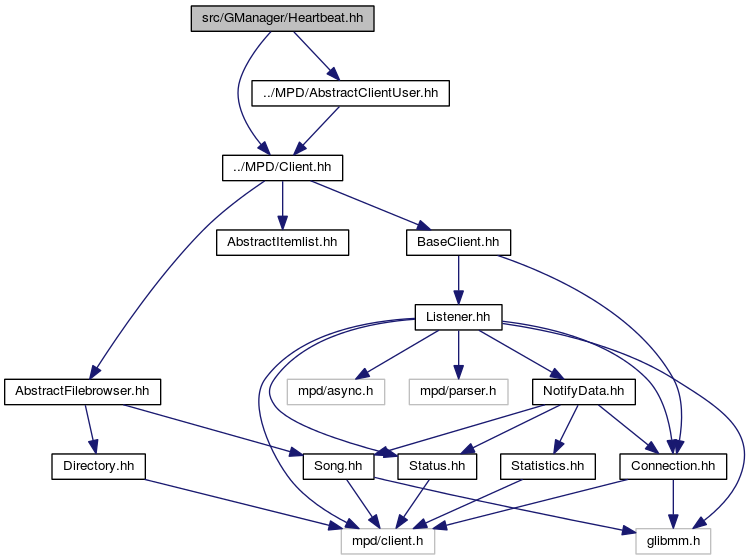 src/GManager/Heartbeat.hh
../MPD/AbstractClientUser.hh
../MPD/Client.hh
AbstractItemlist.hh
BaseClient.hh
Listener.hh
AbstractFilebrowser.hh
mpd/async.h
mpd/parser.h
NotifyData.hh
Directory.hh
Song.hh
Status.hh
Statistics.hh
Connection.hh
mpd/client.h
glibmm.h